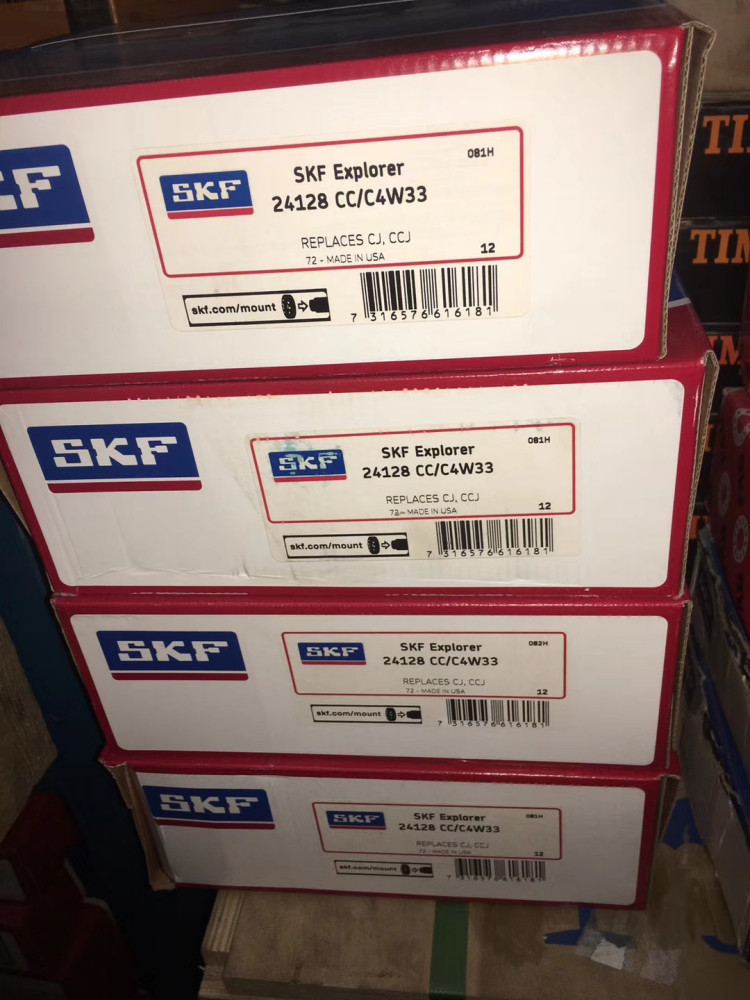 SKF
SKF
SKF Explorer
081H
24128 CC/C4W33
REPLACES CJ, CCJ
72 - MADE IN USA
12
skf.com/mount
7 316576 616181
SKF
SKF
SKF Explorer
081H
24128 CC/C4W33
REPLACES CJ, CCJ
72 - MADE IN USA
12
skf.com/mount
7 316576 616181
SKF
SKF
SKF Explorer
082H
24128 CC/C4W33
REPLACES CJ, CCJ
72 - MADE IN USA
12
skf.com/mount
7 316576 616181
SKF
SKF
SKF Explorer
081H
24128 CC/C4W33
REPLACES CJ, CCJ
72 - MADE IN USA
12
skf.com/mount
7 316576 616181
TI
TIM